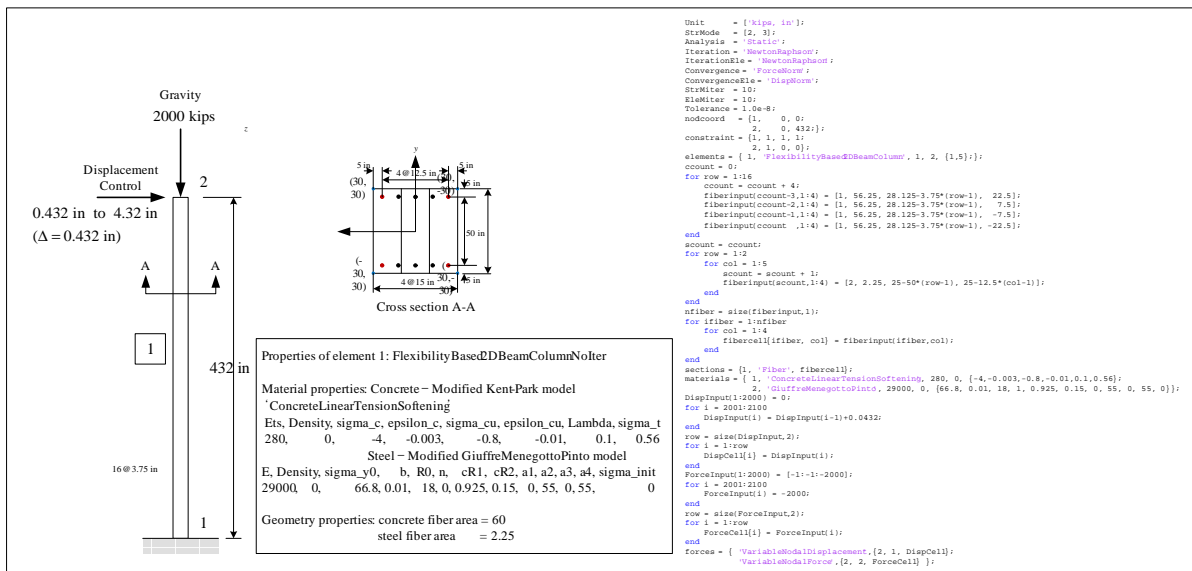 Gravity
2000 kips
z
Displacement
Control
2
0.432 in to 4.32 in
(Δ = 0.432 in)
A A
1
432 in
16@3.75 in
1
y
5 in 5 in
4@12.5 in
(30,
30)
(30,
-30)
5 in
50 in
(-
30,
30)
(-
30,-
30)
5 in
4@15 in
Cross section A-A
Properties of element 1: FlexibilityBased2DBeamColumnNoIter
Material properties: Concrete – Modified Kent-Park model
'ConcreteLinearTensionSoftening'
Ets, Density, sigma_c, epsilon_c, sigma_cu, epsilon_cu, Lambda, sigma_t
280, 0, -4, -0.003, -0.8, -0.01, 0.1, 0.56
Steel – Modified GiuffreMenegottoPinto model
E, Density, sigma_y0, b, R0, n, cR1, cR2, a1, a2, a3, a4, sigma_init
29000, 0, 66.8, 0.01, 18, 0, 0.925, 0.15, 0, 55, 0, 55, 0
Geometry properties: concrete fiber area = 60
steel fiber area = 2.25
Unit = ['kips, in'];
StrMode = [2, 3];
Analysis = 'Static';
Iteration = 'NewtonRaphson';
IterationEle = 'NewtonRaphson';
Convergence = 'ForceNorm';
ConvergenceEle = 'DispNorm';
StrMiter = 10;
EleMiter = 10;
Tolerance = 1.0e-8;
nodcoord = {1, 0, 0;
2, 0, 432;};
constraint = {1, 1, 1, 1;
2, 1, 0, 0};
elements = { 1, 'FlexibilityBased2DBeamColumn', 1, 2, {1,5};};
ccount = 0;
for row = 1:16
ccount = ccount + 4;
fiberinput(ccount-3,1:4) = [1, 56.25, 28.125-3.75*(row-1), 22.5];
fiberinput(ccount-2,1:4) = [1, 56.25, 28.125-3.75*(row-1), 7.5];
fiberinput(ccount-1,1:4) = [1, 56.25, 28.125-3.75*(row-1), -7.5];
fiberinput(ccount ,1:4) = [1, 56.25, 28.125-3.75*(row-1), -22.5];
end
scount = ccount;
for row = 1:2
for col = 1:5
scount = scount + 1;
fiberinput(scount,1:4) = [2, 2.25, 25-50*(row-1), 25-12.5*(col-1)];
end
end
nfiber = size(fiberinput,1);
for ifiber = 1:nfiber
for col = 1:4
fibercell{ifiber, col} = fiberinput(ifiber,col);
end
end
sections = {1, 'Fiber', fibercell};
materials = { 1, 'ConcreteLinearTensionSoftening, 280, 0, {-4,-0.003,-0.8,-0.01,0.1,0.56};
2, 'GiuffreMenegottoPinto', 29000, 0, {66.8, 0.01, 18, 1, 0.925, 0.15, 0, 55, 0, 55, 0}};
DispInput(1:2000) = 0;
for i = 2001:2100
DispInput(i) = DispInput(i-1)+0.0432;
end
row = size(DispInput,2);
for i = 1:row
DispCell{i} = DispInput(i);
end
ForceInput(1:2000) = [-1:-1:-2000];
for i = 2001:2100
ForceInput(i) = -2000;
end
row = size(ForceInput,2);
for i = 1:row
ForceCell{i} = ForceInput(i);
end
forces = { 'VariableNodalDisplacement,{2, 1, DispCell};
'VariableNodalForce',{2, 2, ForceCell} };